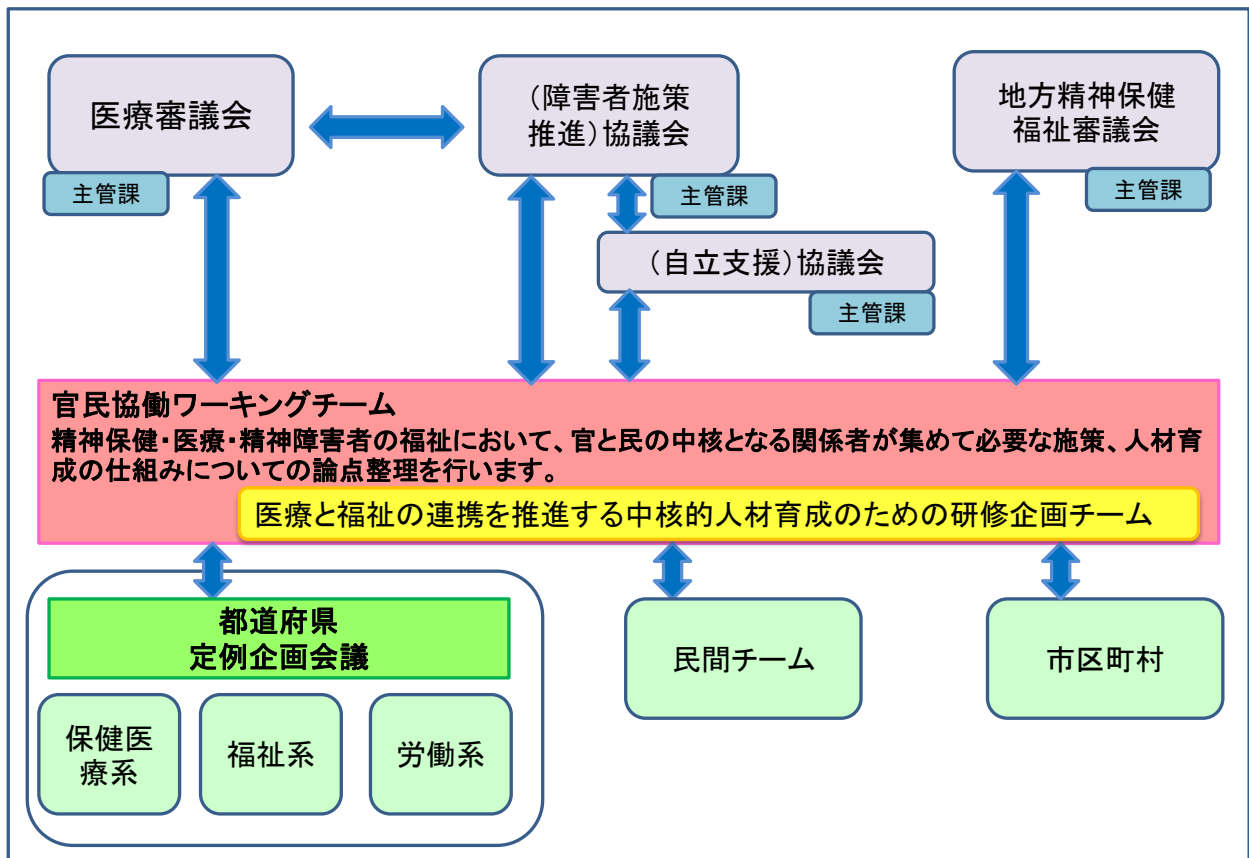 医療審議会
主管課
（障害者施策
推進）協議会
主管課
（自立支援）協議会
主管課
地方精神保健
福祉審議会
主管課
官民協働ワーキングチーム
精神保健・医療・精神障害者の福祉において、官と民の中核となる関係者が集めて必要な施策、人材育
成の仕組みについての論点整理を行います。
医療と福祉の連携を推進する中核的人材育成のための研修企画チーム
都道府県
定例企画会議
保健医
療系
福祉系
労働系
民間チーム
市区町村